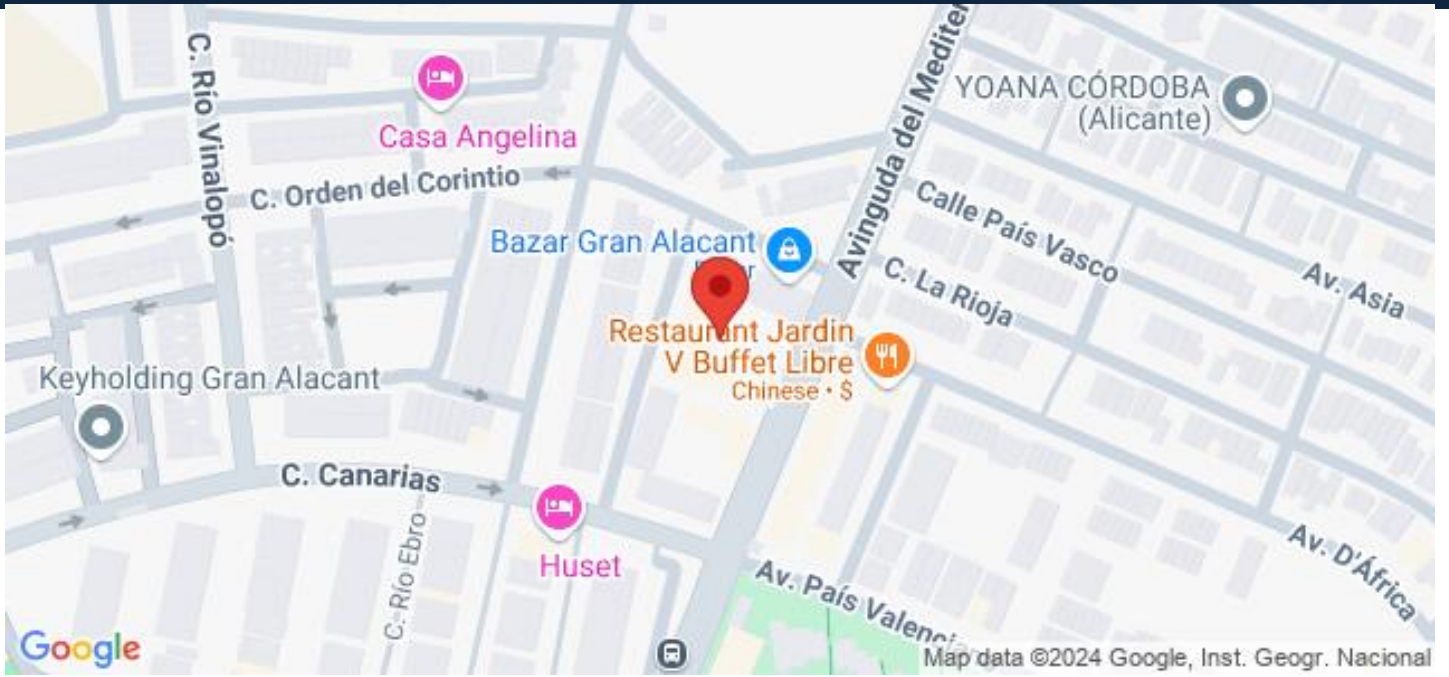 C. Río Vinalopó
Casa Angelina
C. Orden del Corintio
YOANA CÓRDOBA
(Alicante)
Avinguda del Mediter
Calle País Vasco
Av. Asia
Bazar Gran Alacant
C. La Rioja
Restaurant Jardin
V Buffet Libre
Chinese • $
Keyholding Gran Alacant
C. Canarias
C. Río Ebro
Huset
Av. País Valencia
Av. D'África
Google
Map data ©2024 Google, Inst. Geogr. Nacional